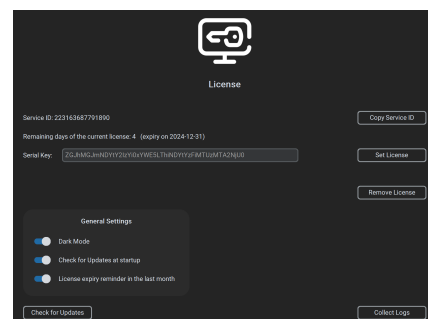 License
Service ID: 223163687791890
Copy Service ID
Remaining days of the current license: 4 (expiry on 2024-12-31)
Serial Key:
Set License
Remove License
General Settings
Dark Mode
Check for Updates at startup
License expiry reminder in the last month
Check for Updates
Collect Logs